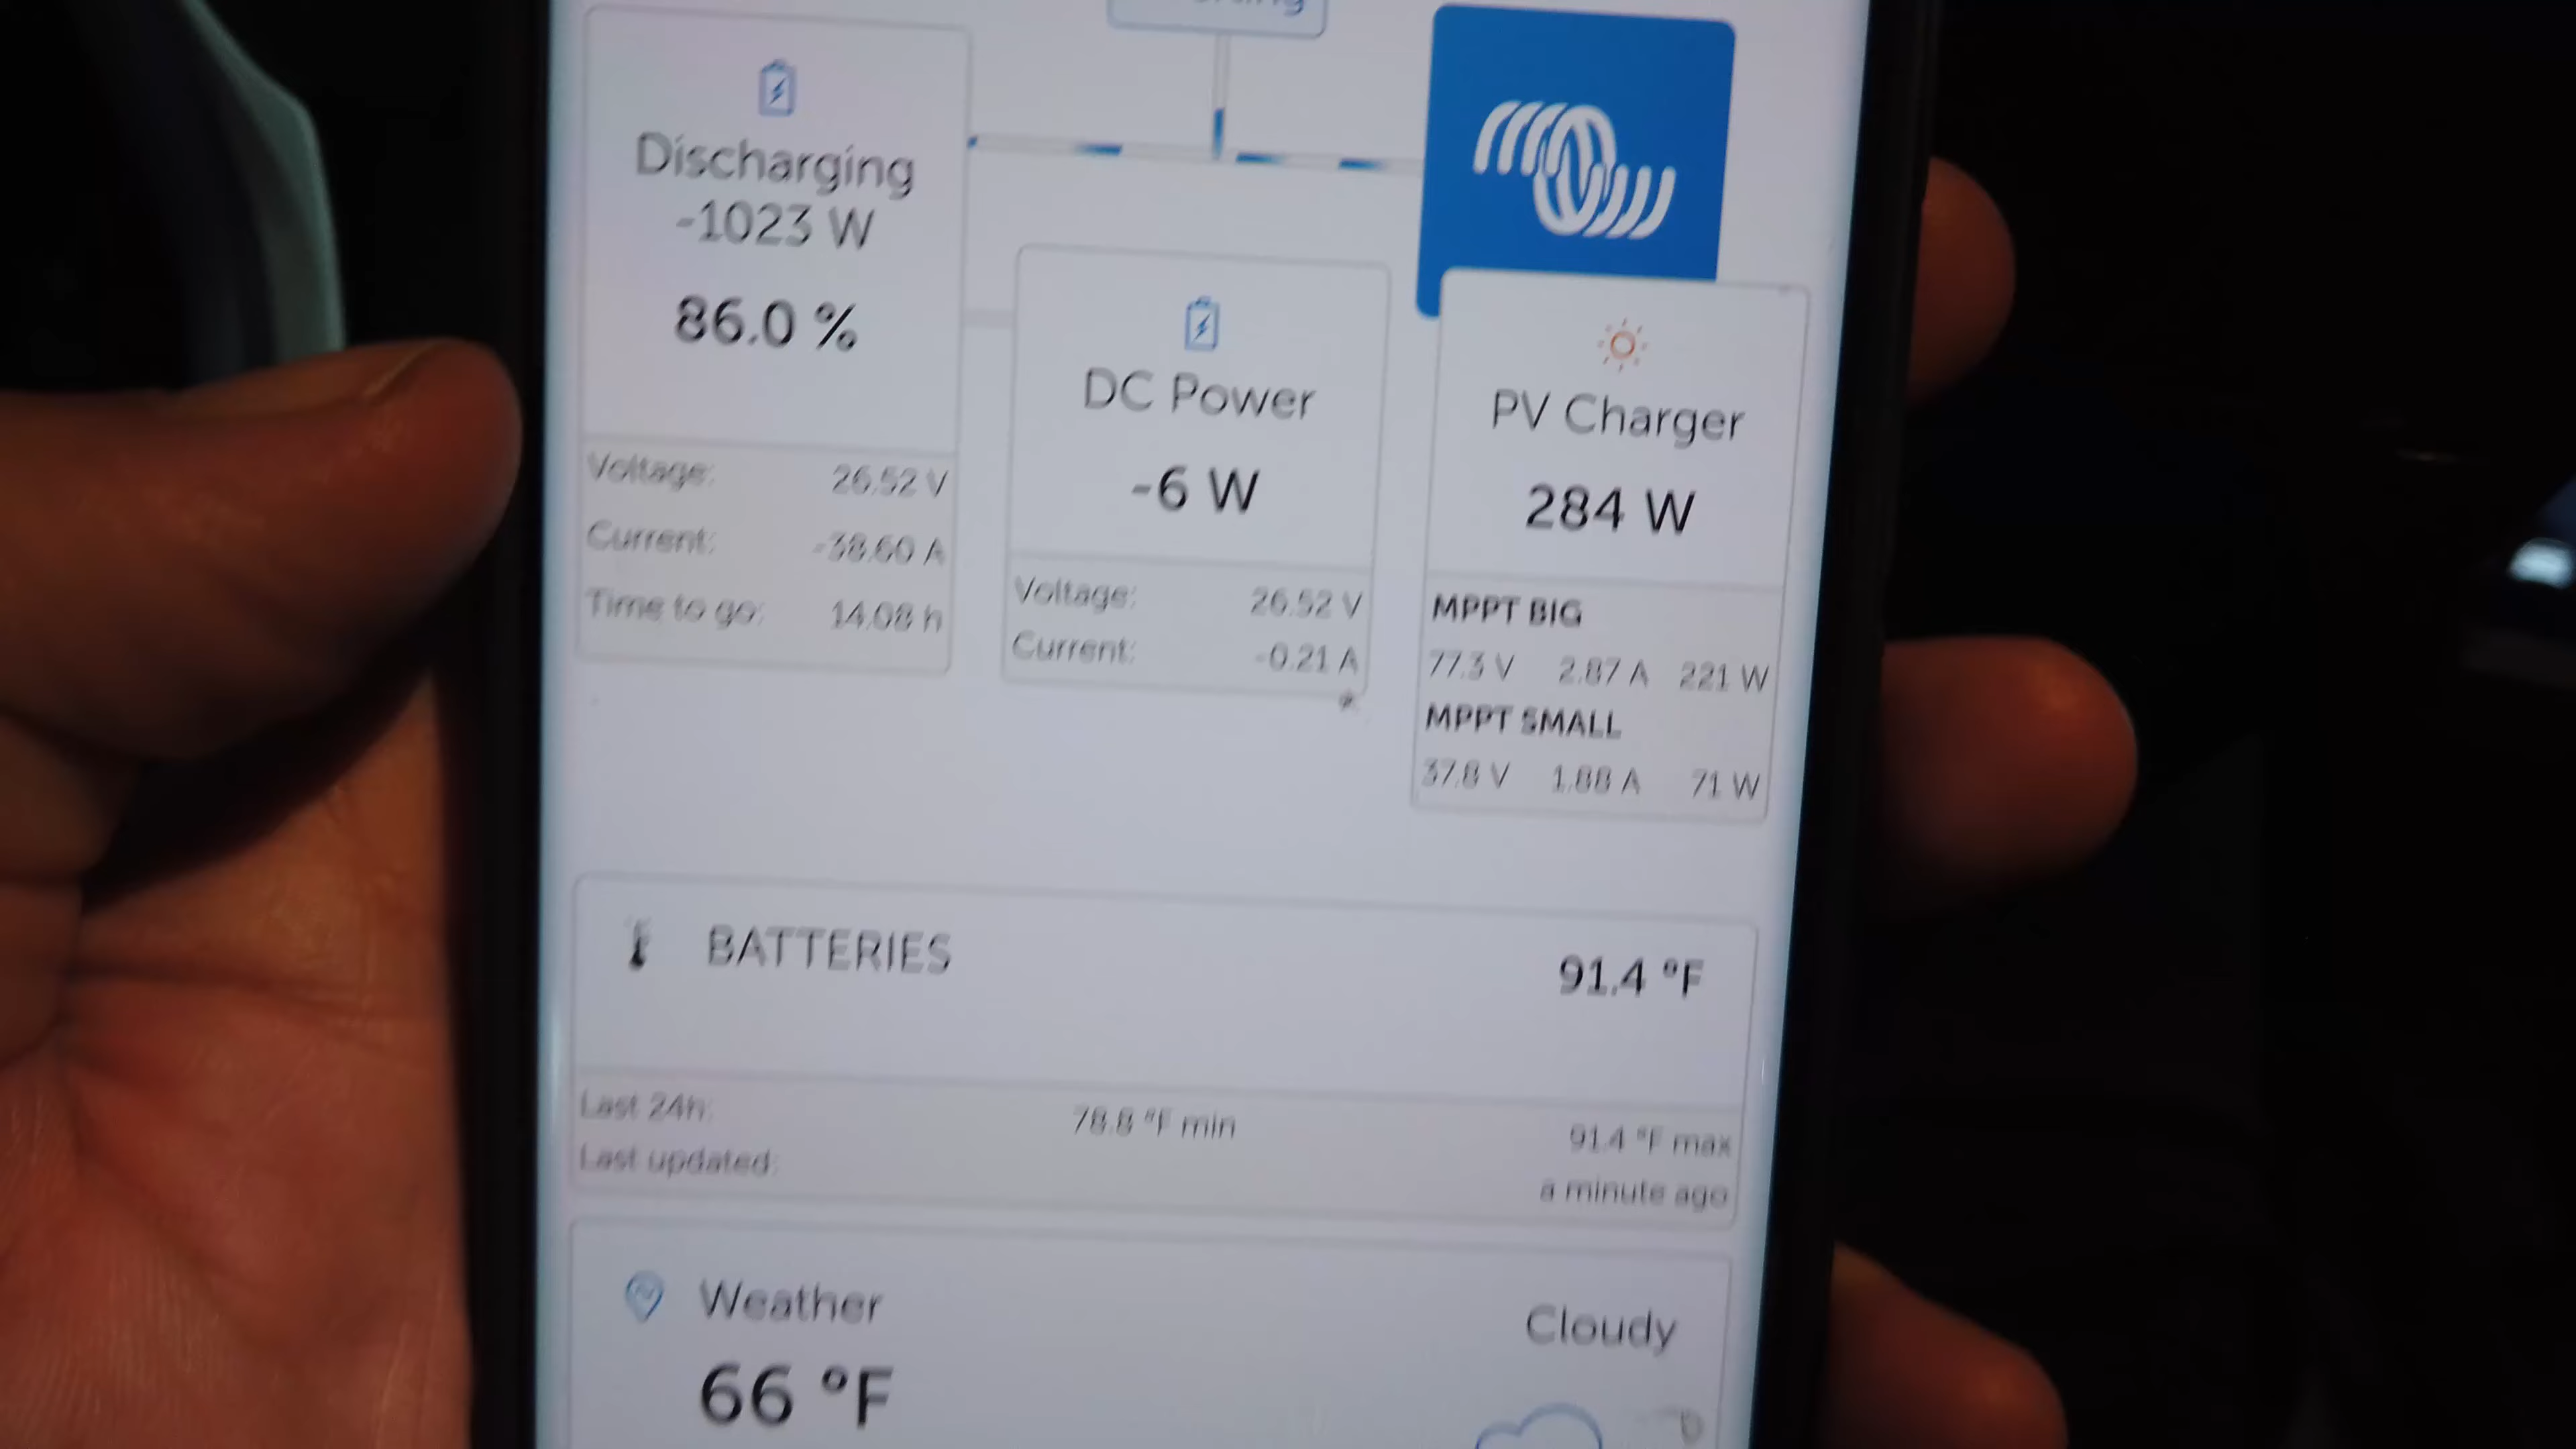 Discharging
-1023 W
86.0 %
Voltage: 26.52 V
Current: -38.60 A
Time to go: 14.08 h
DC Power
-6 W
Voltage: 26.52 V
Current: -0.21 A
PV Charger
284 W
MPPT BIG
77.3 V 2.87 A 221 W
MPPT SMALL
37.8 V 1.88 A 71 W
BATTERIES 91.4 °F
Last 24h: 78.8 °F min 91.4 °F max
Last updated: a minute ago
Weather Cloudy
66 °F